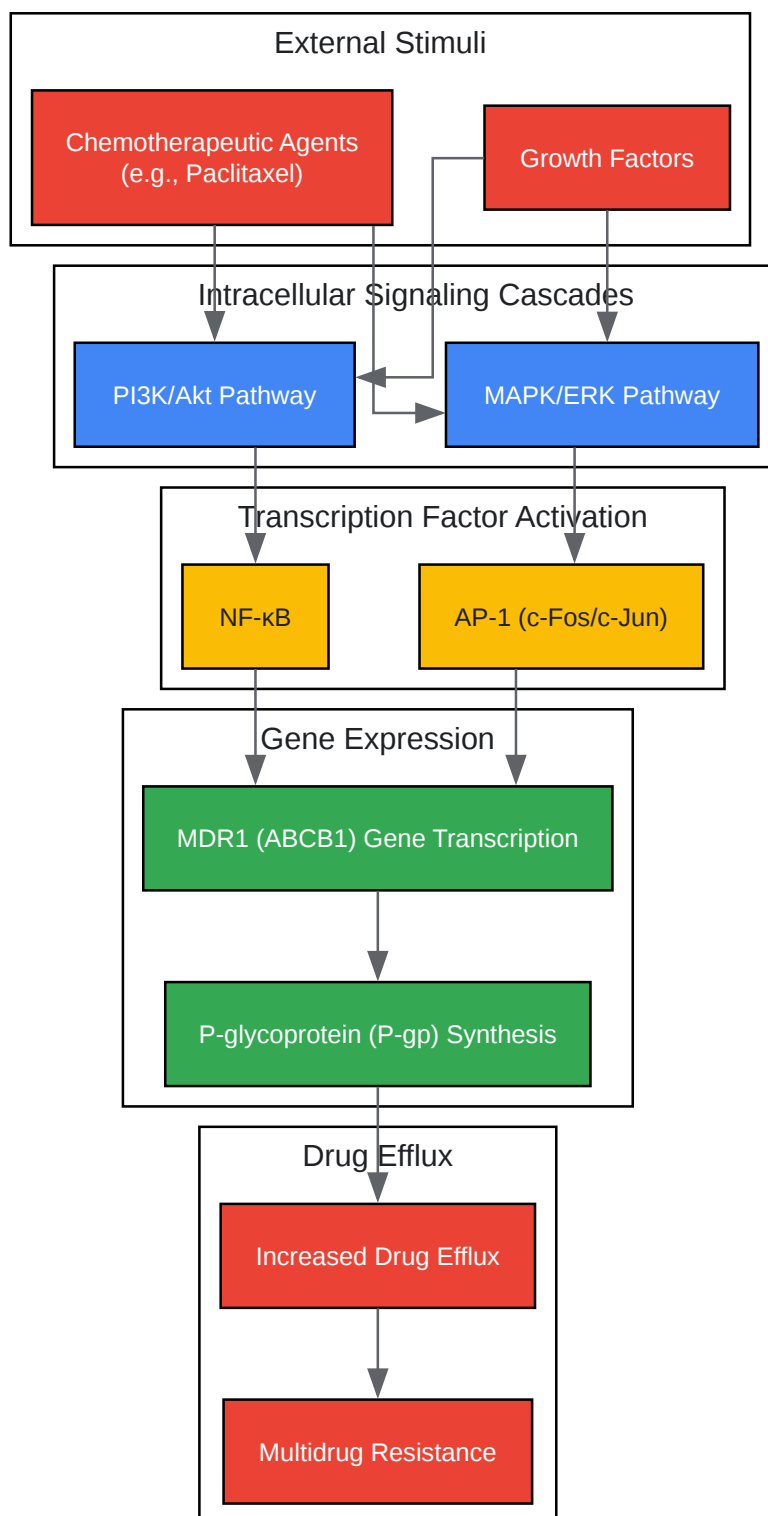 External Stimuli
Chemotherapeutic Agents
(e.g., Paclitaxel)
Growth Factors
Intracellular Signaling Cascades
PI3K/Akt Pathway
MAPK/ERK Pathway
Transcription Factor Activation
NF-κB
AP-1 (c-Fos/c-Jun)
Gene Expression
MDR1 (ABCB1) Gene Transcription
P-glycoprotein (P-gp) Synthesis
Drug Efflux
Increased Drug Efflux
Multidrug Resistance